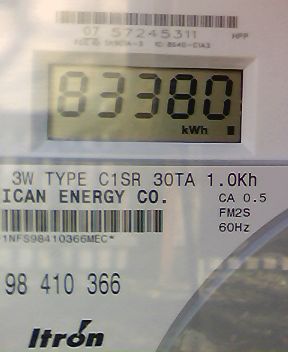 07 57245311 HPP
83380
kWh
3W TYPE C1SR 30TA 1.0Kh
ICAN ENERGY CO. CA 0.5
FM2S
60Hz
1NFS98410366MEC*
98 410 366
Itron